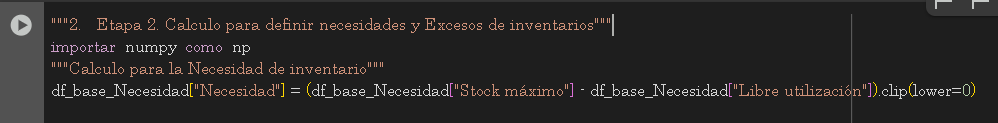 """2.   Etapa 2. Calculo para definir necesidades y Excesos de inventarios"""
importar numpy como np
"""Calculo para la Necesidad de inventario"""
df_base_Necesidad["Necesidad"] = (df_base_Necesidad["Stock máximo"] - df_base_Necesidad["Libre utilización"]).clip(lower=0)